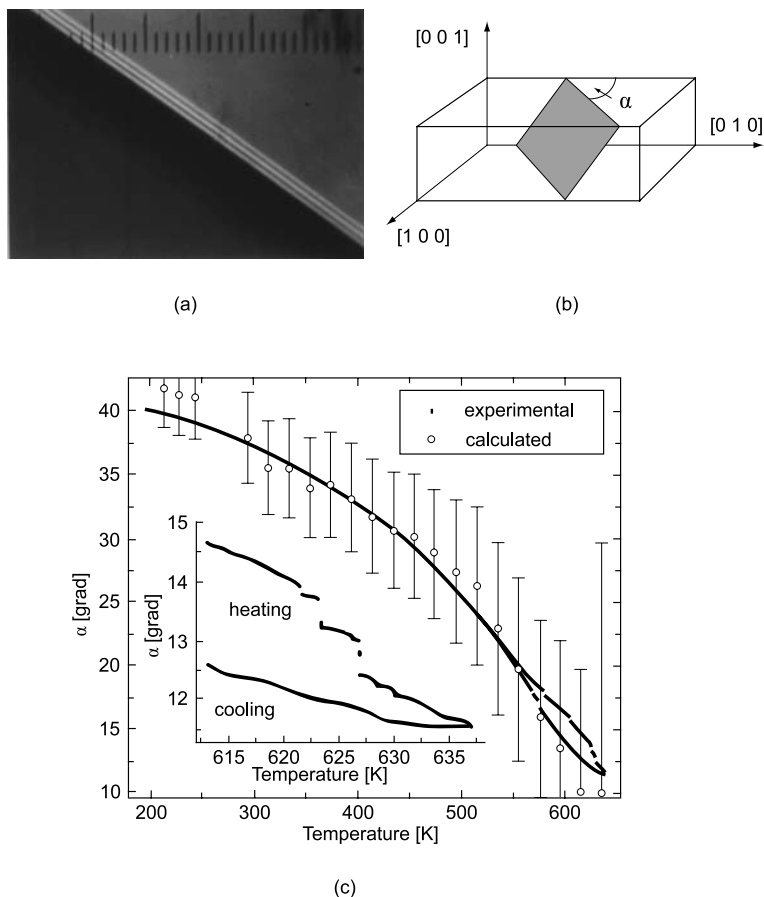 [0 0 1]
α
[0 1 0]
[1 0 0]
(a)
(b)
experimental
calculated
40
35
30
25
20
15
10
α [grad]
200
300
400
500
600
Temperature [K]
15
14
13
12
α [grad]
heating
cooling
615
620
625
630
635
Temperature [K]
(c)